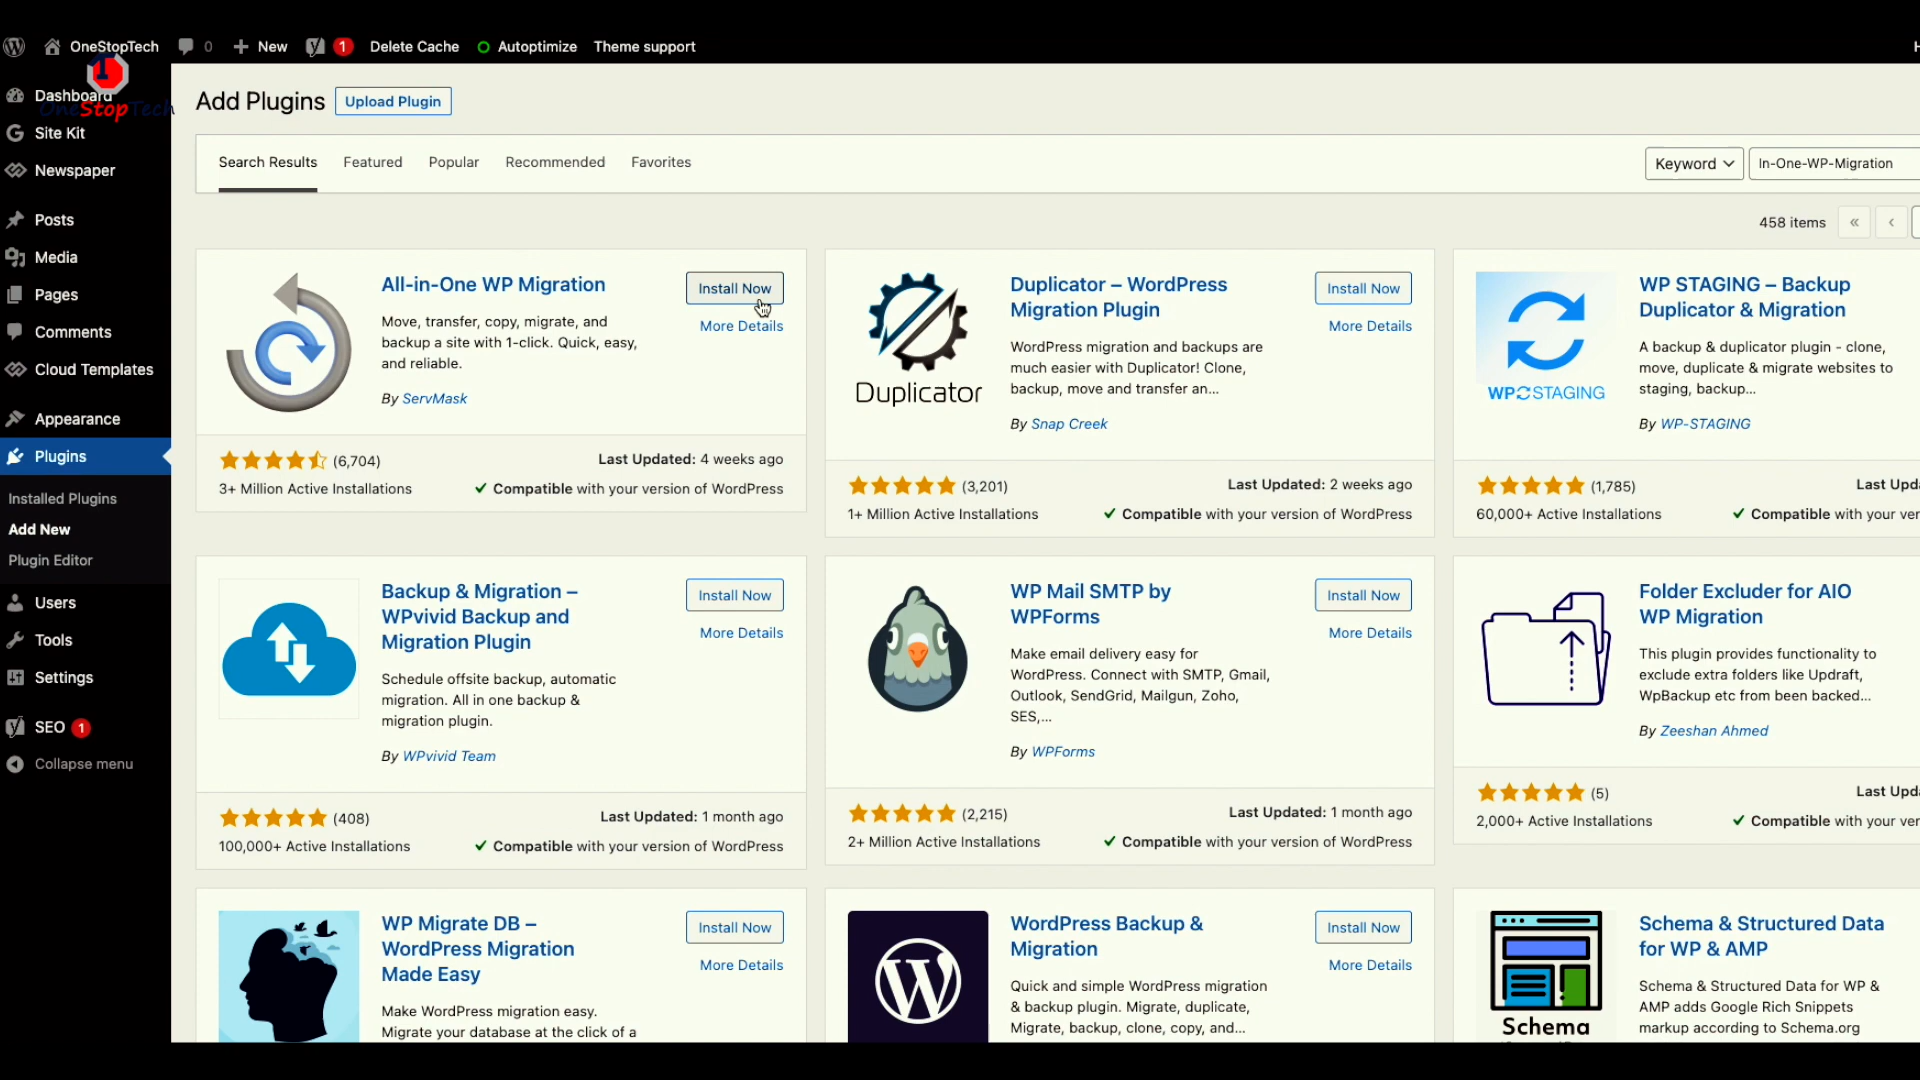 OneStopTech 0 New 1 Delete Cache Autoptimize Theme support H
Dashboard
OneStopTech
Site Kit
Newspaper
Posts
Media
Pages
Comments
Cloud Templates
Appearance
Plugins
Installed Plugins
Add New
Plugin Editor
Users
Tools
Settings
SEO 1
Collapse menu
Add Plugins Upload Plugin
Search Results Featured Popular Recommended Favorites Keyword In-One-WP-Migration
458 items « ‹
All-in-One WP Migration
Install Now
More Details
Move, transfer, copy, migrate, and
backup a site with 1-click. Quick, easy,
and reliable.
By ServMask
(6,704) Last Updated: 4 weeks ago
3+ Million Active Installations Compatible with your version of WordPress
Duplicator
Duplicator – WordPress
Migration Plugin
Install Now
More Details
WordPress migration and backups are
much easier with Duplicator! Clone,
backup, move and transfer an...
By Snap Creek
(3,201) Last Updated: 2 weeks ago
1+ Million Active Installations Compatible with your version of WordPress
WP STAGING
WP STAGING – Backup
Duplicator & Migration
A backup & duplicator plugin - clone,
move, duplicate & migrate websites to
staging, backup...
By WP-STAGING
(1,785) Last Upd
60,000+ Active Installations Compatible with your ver
Backup & Migration –
WPvivid Backup and
Migration Plugin
Install Now
More Details
Schedule offsite backup, automatic
migration. All in one backup &
migration plugin.
By WPvivid Team
(408) Last Updated: 1 month ago
100,000+ Active Installations Compatible with your version of WordPress
WP Mail SMTP by
WPForms
Install Now
More Details
Make email delivery easy for
WordPress. Connect with SMTP, Gmail,
Outlook, SendGrid, Mailgun, Zoho,
SES,...
By WPForms
(2,215) Last Updated: 1 month ago
2+ Million Active Installations Compatible with your version of WordPress
Folder Excluder for AIO
WP Migration
This plugin provides functionality to
exclude extra folders like Updraft,
WpBackup etc from been backed...
By Zeeshan Ahmed
(5) Last Upd
2,000+ Active Installations Compatible with your ver
WP Migrate DB –
WordPress Migration
Made Easy
Install Now
More Details
Make WordPress migration easy.
Migrate your database at the click of a
WordPress Backup &
Migration
Install Now
More Details
Quick and simple WordPress migration
& backup plugin. Migrate, duplicate,
Migrate, backup, clone, copy, and...
Schema
Schema & Structured Data
for WP & AMP
Schema & Structured Data for WP &
AMP adds Google Rich Snippets
markup according to Schema.org